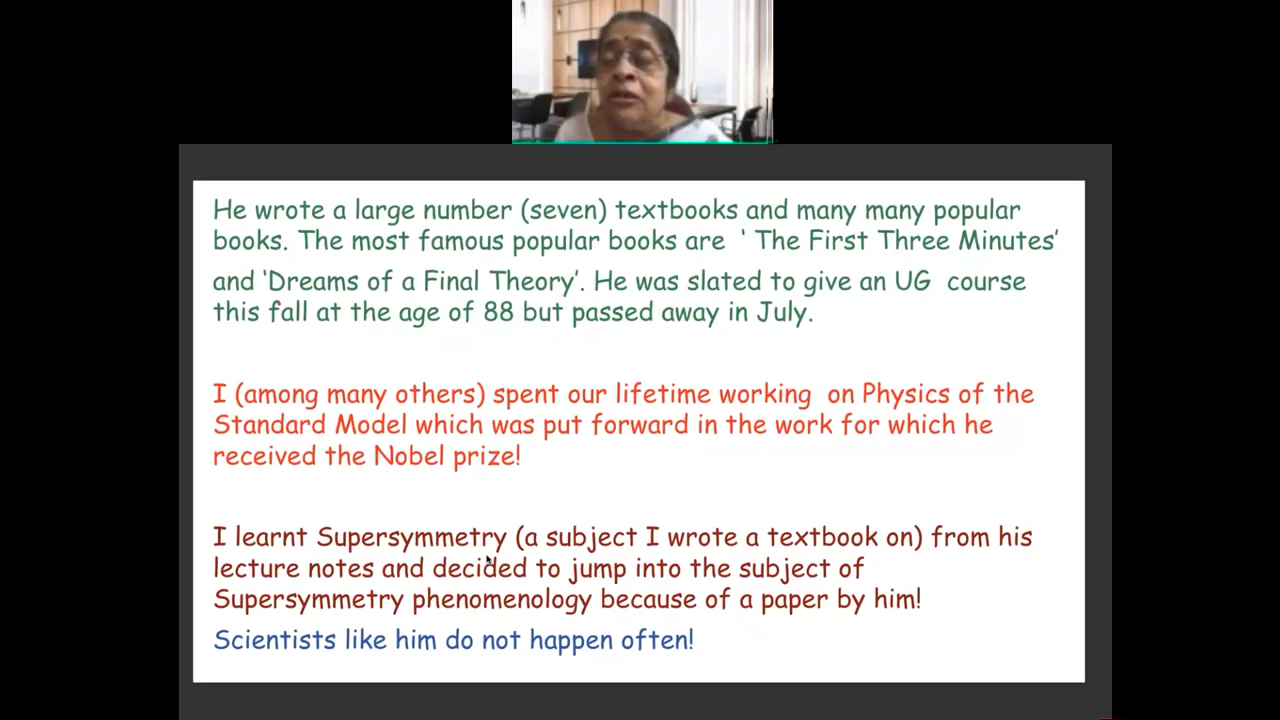 He wrote a large number (seven) textbooks and many many popular
books. The most famous popular books are ‘ The First Three Minutes’
and ‘Dreams of a Final Theory’. He was slated to give an UG course
this fall at the age of 88 but passed away in July.
I (among many others) spent our lifetime working on Physics of the
Standard Model which was put forward in the work for which he
received the Nobel prize!
I learnt Supersymmetry (a subject I wrote a textbook on) from his
lecture notes and decided to jump into the subject of
Supersymmetry phenomenology because of a paper by him!
Scientists like him do not happen often!